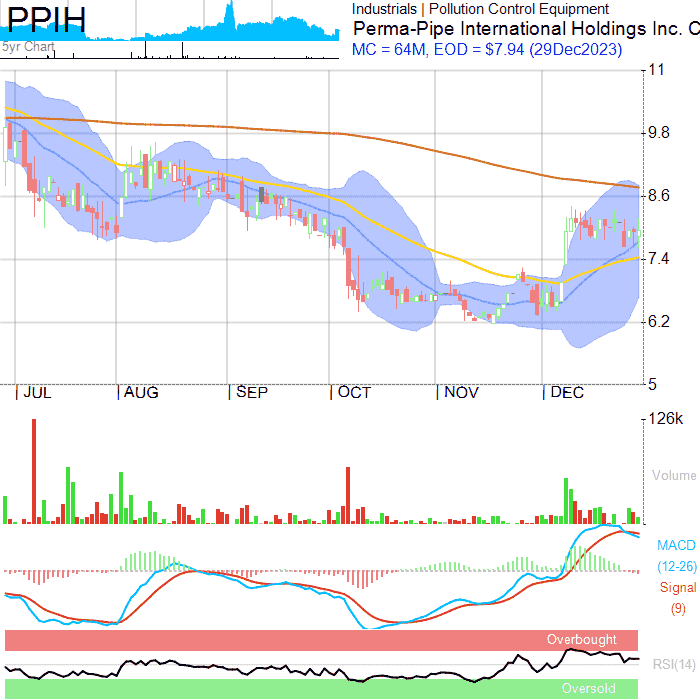 PPIH
5yr Chart
Industrials | Pollution Control Equipment
Perma-Pipe International Holdings Inc. C
MC = 64M, EOD = $7.94 (29Dec2023)
11
9.8
8.6
7.4
6.2
5
JUL AUG SEP OCT NOV DEC
126k
Volume
MACD
(12-26)
Signal
(9)
Overbought
RSI(14)
Oversold